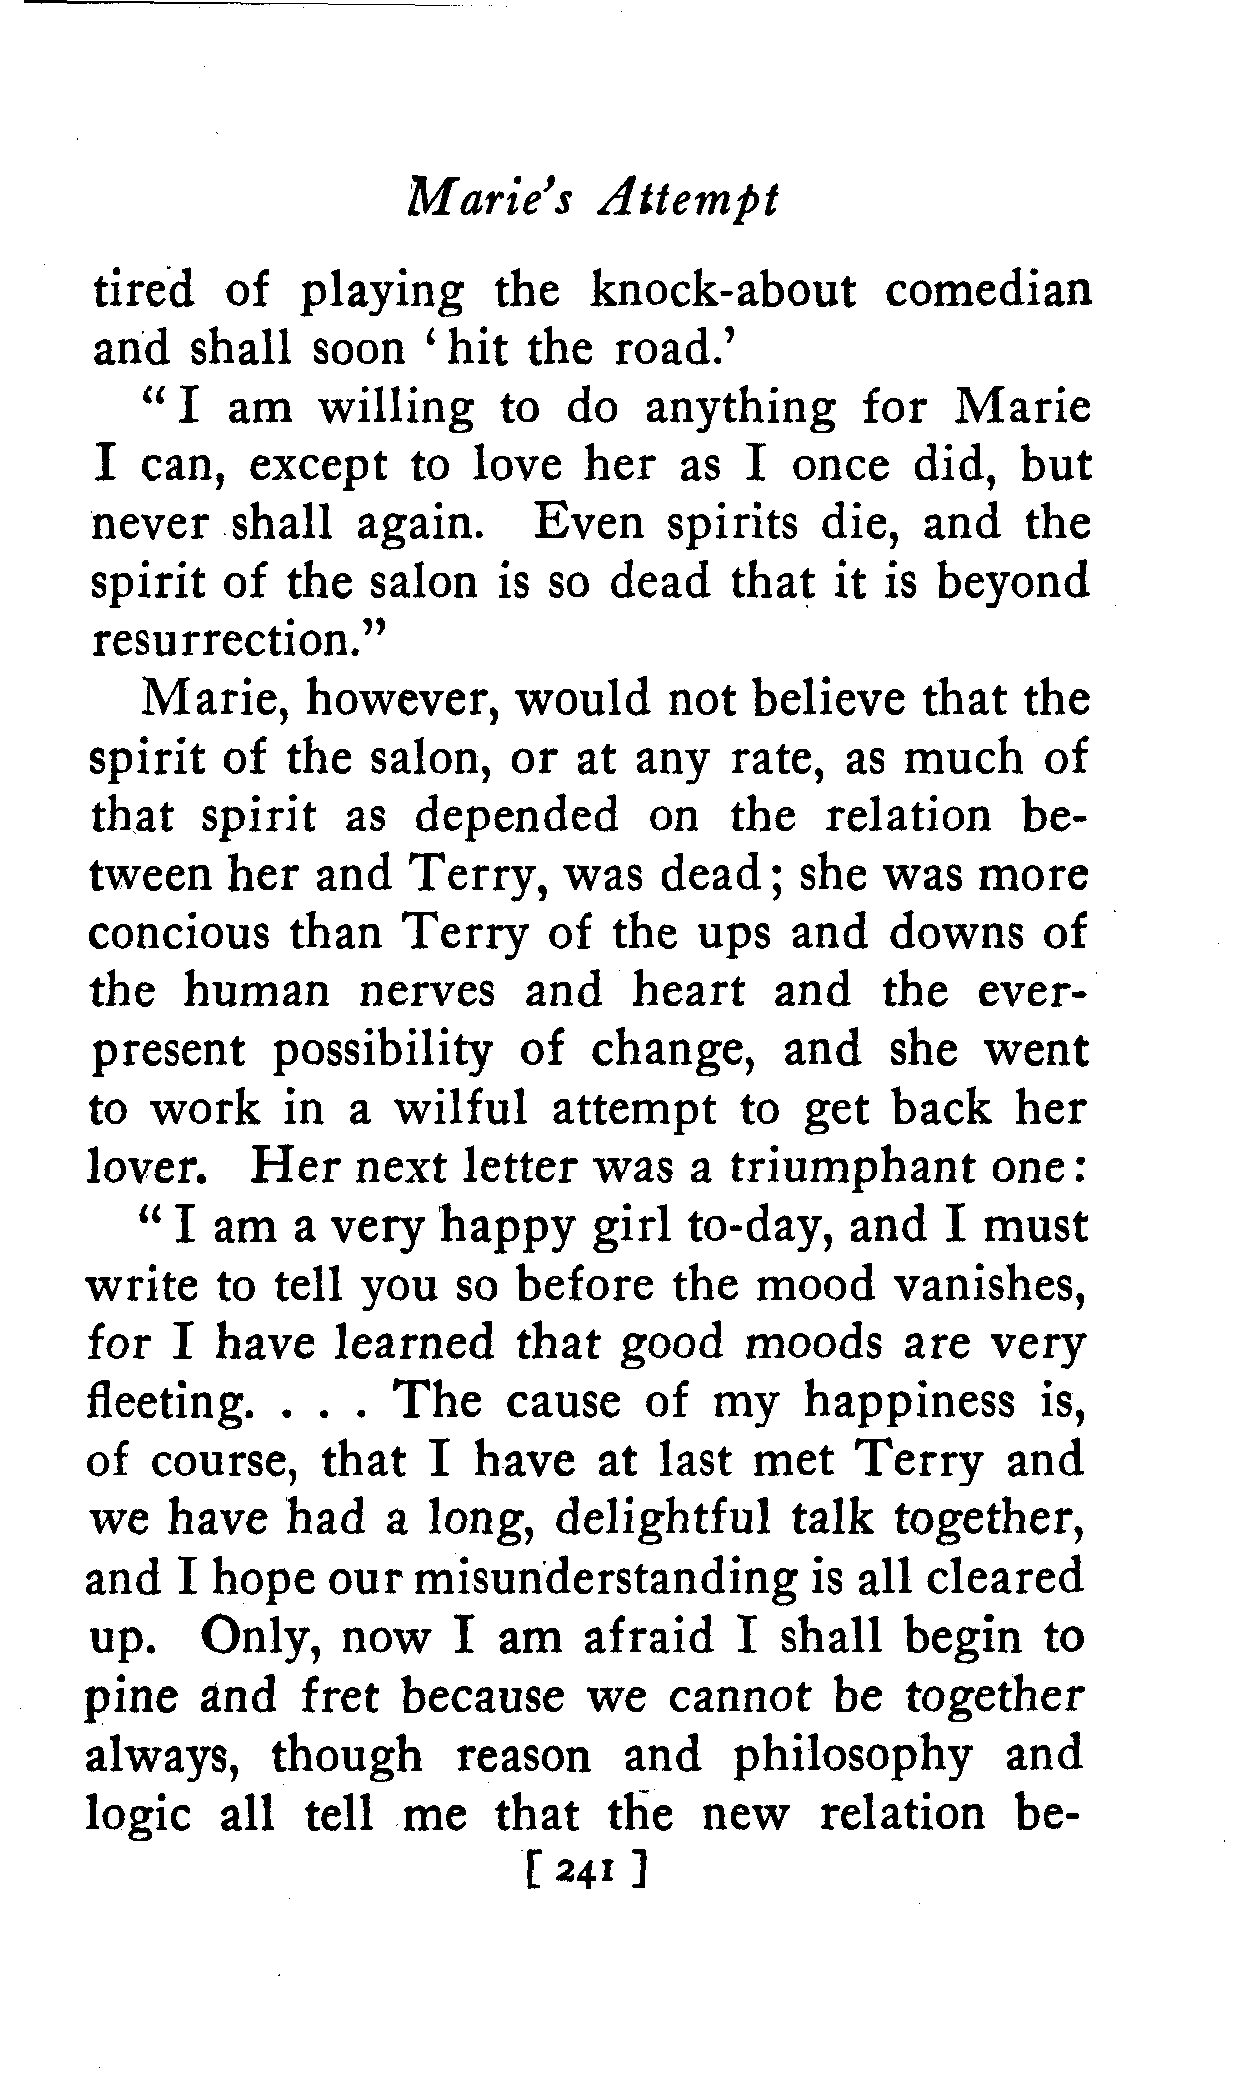 Marie's Attempt
tired of playing the knock-about comedian
and shall soon ‘ hit the road.’
“ I am willing to do anything for Marie
I can, except to love her as I once did, but
never shall again. Even spirits die, and the
spirit of the salon is so dead that it is beyond
resurrection.”
Marie, however, would not believe that the
spirit of the salon, or at any rate, as much of
that spirit as depended on the relation be-
tween her and Terry, was dead; she was more
concious than Terry of the ups and downs of
the human nerves and heart and the ever-
present possibility of change, and she went
to work in a wilful attempt to get back her
lover. Her next letter was a triumphant one:
“ I am a very happy girl to-day, and I must
write to tell you so before the mood vanishes,
for I have learned that good moods are very
fleeting. . . . The cause of my happiness is,
of course, that I have at last met Terry and
we have had a long, delightful talk together,
and I hope our misunderstanding is all cleared
up. Only, now I am afraid I shall begin to
pine and fret because we cannot be together
always, though reason and philosophy and
logic all tell me that the new relation be-
[ 241 ]